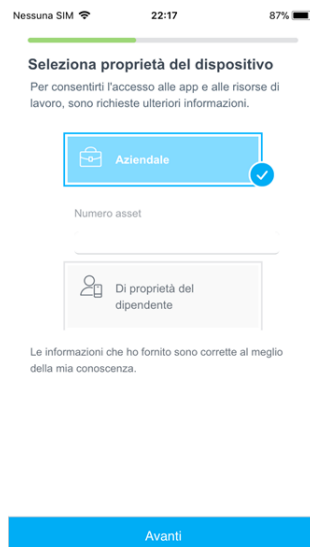 Nessuna SIM 22:17 87%
Seleziona proprietà del dispositivo
Per consentirti l'accesso alle app e alle risorse di
lavoro, sono richieste ulteriori informazioni.
Aziendale
Numero asset
Di proprietà del
dipendente
Le informazioni che ho fornito sono corrette al meglio
della mia conoscenza.
Avanti